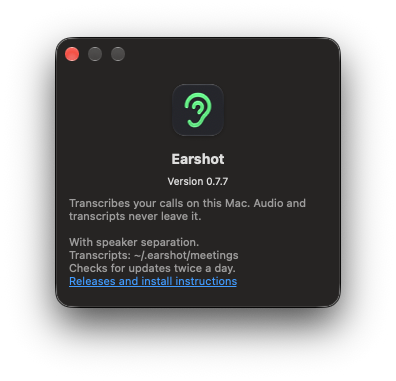 Earshot
Version 0.7.7
Transcribes your calls on this Mac. Audio and
transcripts never leave it.
With speaker separation.
Transcripts: ~/.earshot/meetings
Checks for updates twice a day.
Releases and install instructions